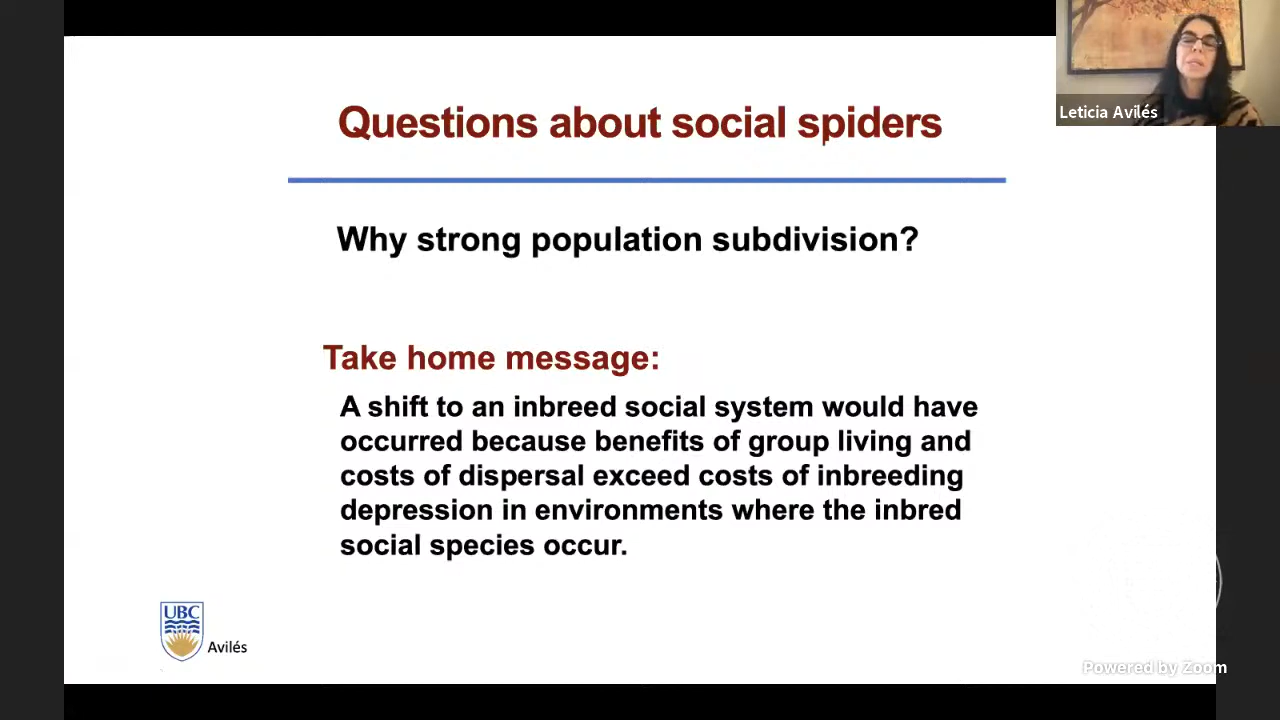 Questions about social spiders
Leticia Avilés
Why strong population subdivision?
Take home message:
A shift to an inbreed social system would have
occurred because benefits of group living and
costs of dispersal exceed costs of inbreeding
depression in environments where the inbred
social species occur.
UBC
Avilés
Powered by Zoom